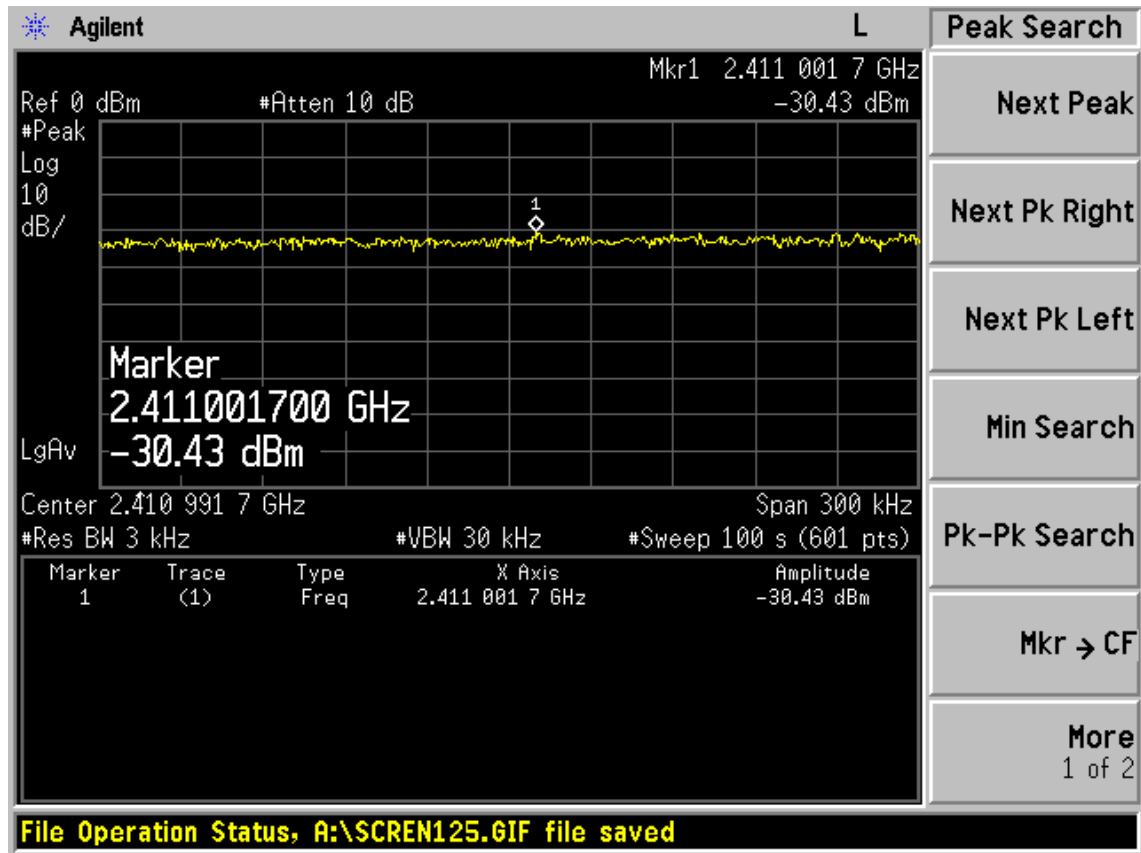 Agilent L
Peak Search
Mkr1 2.411 001 7 GHz
Ref 0 dBm #Atten 10 dB -30.43 dBm
#Peak
Log
10
dB/
1
Marker
2.411001700 GHz
-30.43 dBm
LgAv
Center 2.410 991 7 GHz Span 300 kHz
#Res BW 3 kHz #VBW 30 kHz #Sweep 100 s (601 pts)
Marker Trace Type X Axis Amplitude
1 (1) Freq 2.411 001 7 GHz -30.43 dBm
Next Peak
Next Pk Right
Next Pk Left
Min Search
Pk-Pk Search
Mkr → CF
More
1 of 2
File Operation Status, A:\SCREN125.GIF file saved